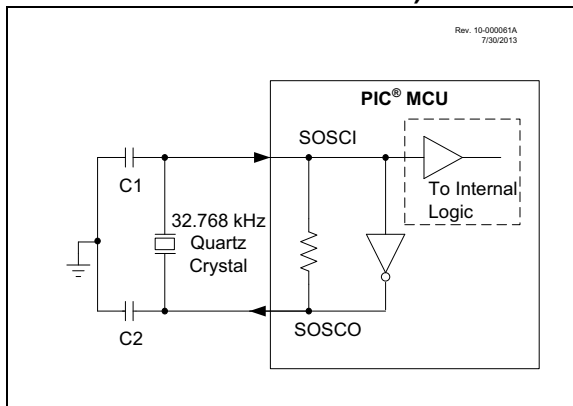 Rev. 10-000061A
7/30/2013
PIC® MCU
SOSCI
C1
To Internal
Logic
32.768 kHz
Quartz
Crystal
SOSCO
C2